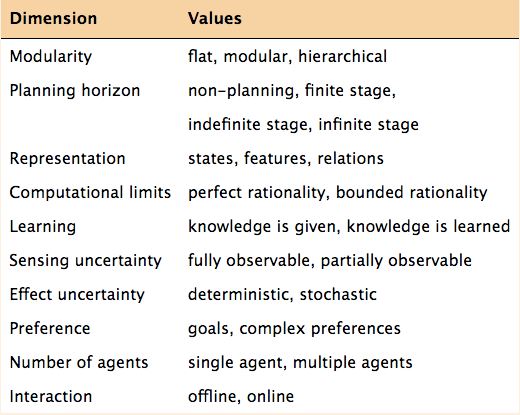 Dimension Values
Modularity flat, modular, hierarchical
Planning horizon non-planning, finite stage,
indefinite stage, infinite stage
Representation states, features, relations
Computational limits perfect rationality, bounded rationality
Learning knowledge is given, knowledge is learned
Sensing uncertainty fully observable, partially observable
Effect uncertainty deterministic, stochastic
Preference goals, complex preferences
Number of agents single agent, multiple agents
Interaction offline, online